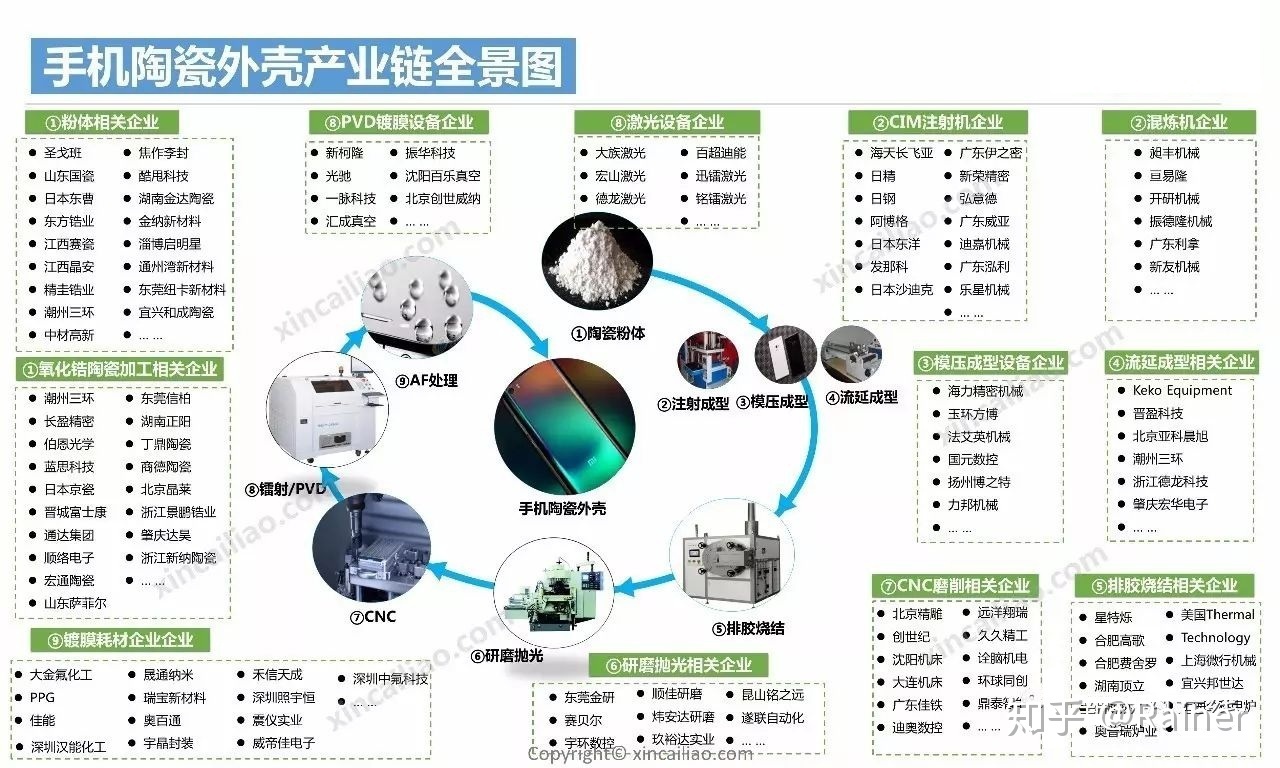 手机陶瓷外壳产业链全景图
①粉体相关企业
圣戈班
山东国瓷
日本东曹
东方锆业
江西赛瓷
江西晶安
精圭锆业
潮州三环
中材高新
焦作李封
酷甩科技
湖南金达陶瓷
金纳新材料
淄博启明星
通州湾新材料
东莞纽卡新材料
宜兴和成陶瓷
... ...
⑧PVD镀膜设备企业
新柯隆
光驰
一脉科技
汇成真空
振华科技
沈阳百乐真空
北京创世威纳
... ...
⑧激光设备企业
大族激光
宏山激光
德龙激光
百超迪能
迅镭激光
铭镭激光
... ...
②CIM注射机企业
海天长飞亚
日精
日钢
阿博格
日本东洋
发那科
日本沙迪克
广东伊之密
新荣精密
弘意德
广东威亚
迪嘉机械
广东泓利
乐星机械
... ...
②混炼机企业
昶丰机械
亘易隆
开研机械
振德隆机械
广东利拿
新友机械
... ...
①氧化锆陶瓷加工相关企业
潮州三环
长盈精密
伯恩光学
蓝思科技
日本京瓷
晋城富士康
通达集团
顺络电子
宏通陶瓷
山东萨菲尔
东莞信柏
湖南正阳
丁鼎陶瓷
商德陶瓷
北京晶莱
浙江景鹏锆业
肇庆达昊
浙江新纳陶瓷
... ...
③模压成型设备企业
海力精密机械
玉环方博
法艾英机械
国元数控
扬州博之特
力邦机械
... ...
④流延成型相关企业
Keko Equipment
晋盈科技
北京亚科晨旭
潮州三环
浙江德龙科技
肇庆宏华电子
... ...
①陶瓷粉体
②注射成型
③模压成型
④流延成型
⑤排胶烧结
⑥研磨抛光
⑦CNC
⑧镭射/PVD
⑨AF处理
手机陶瓷外壳
⑦CNC磨削相关企业
北京精雕
创世纪
沈阳机床
大连机床
广东佳铁
迪奥数控
远洋翔瑞
久久精工
诠脑机电
环球同创
... ...
⑤排胶烧结相关企业
星特烁
合肥高歌
合肥费舍罗
湖南顶立
奥普瑞炉业
美国Thermal
Technology
上海微行机械
宜兴邦世达
⑨镀膜耗材企业企业
大金氟化工
PPG
佳能
深圳汉能化工
晟通纳米
瑞宝新材料
奥百通
宇晶封装
禾信天成
深圳熙宇恒
震仪实业
威帝佳电子
深圳中氟科技
... ...
⑥研磨抛光相关企业
东莞金研
赛贝尔
宇环数控
顺佳研磨
炜安达研磨
玖裕达实业
昆山铭之远
遂联自动化
... ...
Copyright© xincailiao.com
xincailiao.com
xincailiao.com
xincailiao.com
xincailiao.com
xincailiao.com
xincailiao.com
知乎 @Rainer